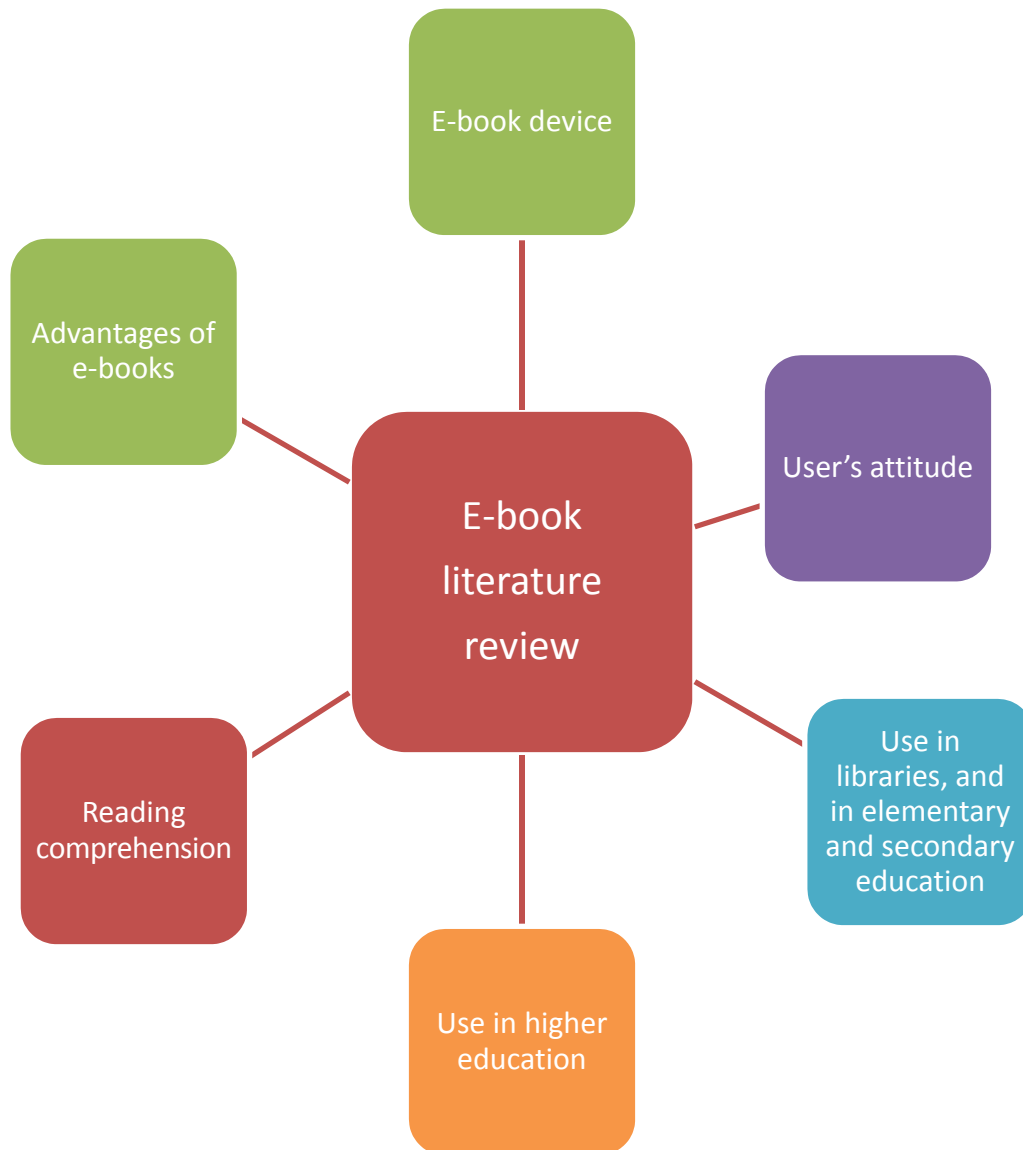 E-book device
Advantages of
e-books
User’s attitude
E-book
literature
review
Use in
libraries, and
in elementary
and secondary
education
Reading
comprehension
Use in higher
education